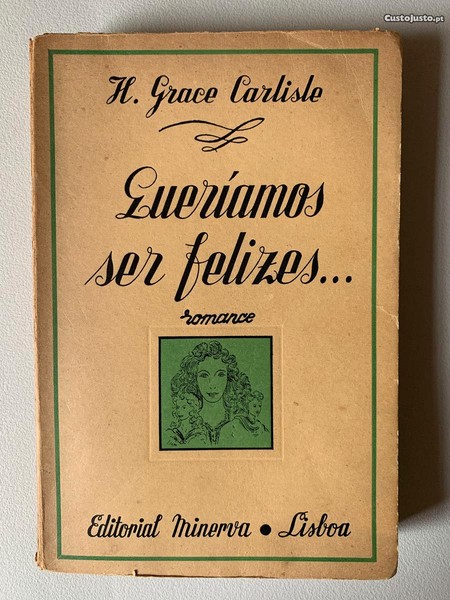 CustoJusto.pt
H. Grace Carlisle
Queríamos
ser felizes...
romance
Editorial Minerva • Lisboa